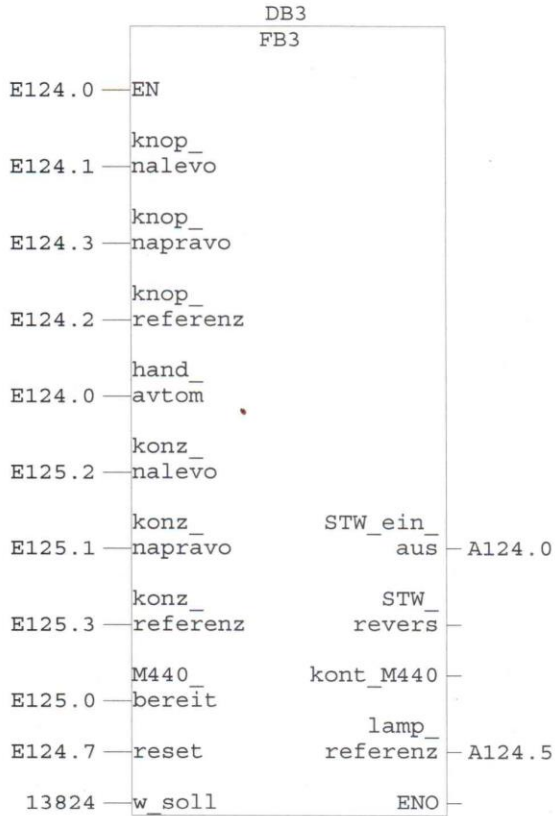 DB3
FB3
E124.0 EN
knop_
E124.1 nalevo
knop_
E124.3 napravo
knop_
E124.2 referenz
hand_
E124.0 avtom
konz_
E125.2 nalevo
konz_ STW_ein_
E125.1 napravo aus A124.0
konz_ STW_
E125.3 referenz revers
M440_ kont_M440
E125.0 bereit
lamp_
E124.7 reset referenz A124.5
13824 w_soll ENO